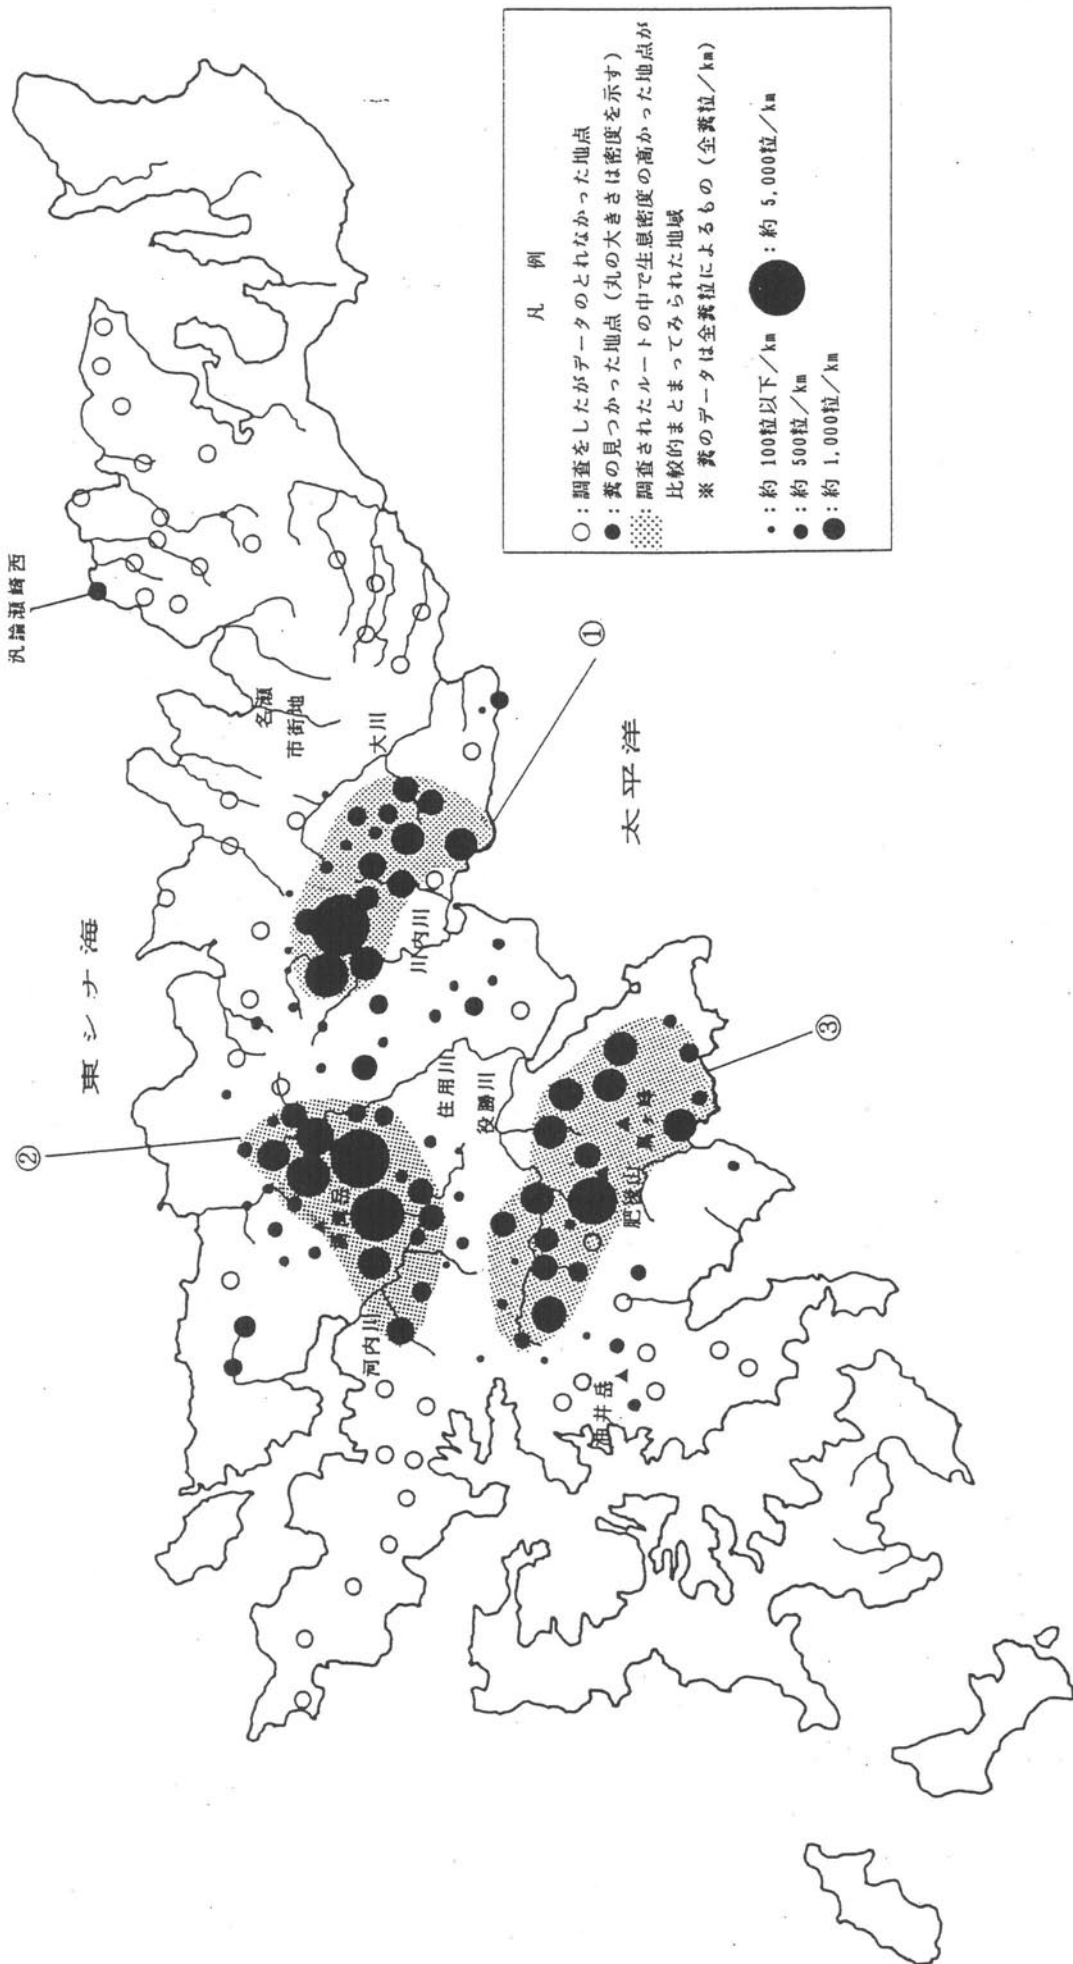 汎論瀬崎西
東シナ海
名瀬
市街地
大川
①
太平洋
川内川
②
住用川
役勝川
③
肥後山
河内川
油井岳
凡例
○：調査をしたがデータのとれなかった地点
●：糞の見つかった地点（丸の大きさは密度を示す）
：調査されたルートの中で生息密度の高かった地点が
比較的まとまってみられた地域
※ 糞のデータは全糞粒によるもの（全糞粒／km）
・：約 100粒以下／km
●：約 500粒／km
●：約 1,000粒／km
●：約 5,000粒／km